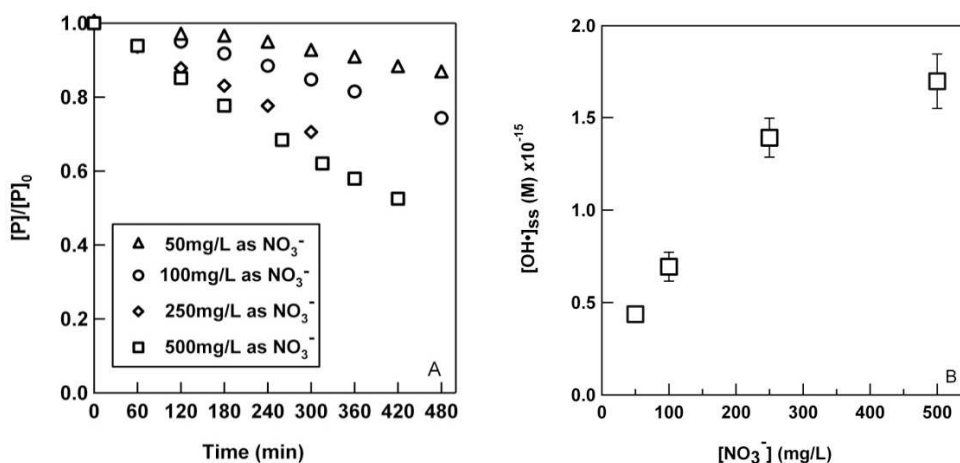 1.0
0.8
0.6
0.4
0.2
0.0
[P]/[P]₀
50mg/L as NO₃⁻
100mg/L as NO₃⁻
250mg/L as NO₃⁻
500mg/L as NO₃⁻
A
0 60 120 180 240 300 360 420 480
Time (min)
2.0
1.5
1.0
0.5
0.0
[OH•]ss (M) x10⁻¹⁵
B
0 100 200 300 400 500
[NO₃⁻] (mg/L)